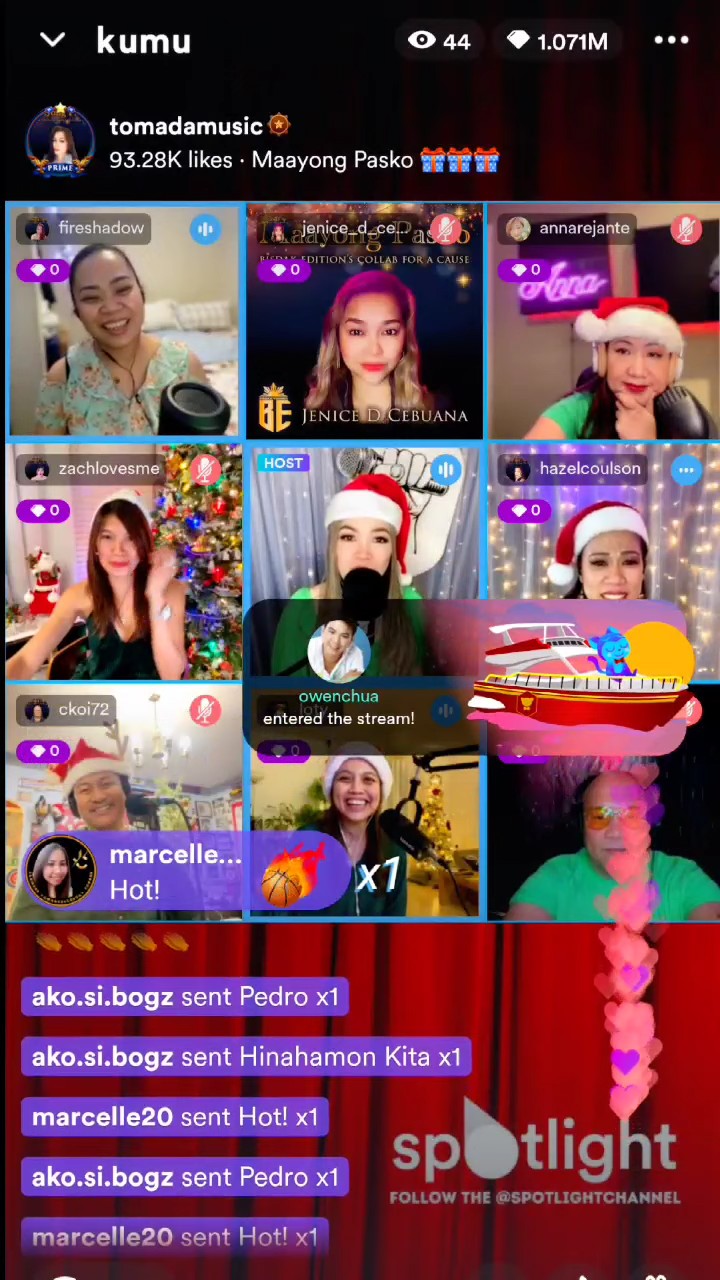 kumu
44
1.071M
tomadamusic
93.28K likes · Maayong Pasko 🎁🎁🎁
PRIME
fireshadow
jenice_d_ce...
annarejante
Maayong Pasko
BISDAK EDITION'S COLLAB FOR A CAUSE
0
0
0
Anna
BE
JENICE D CEBUANA
zachlovesme
HOST
hazelcoulson
0
0
owenchua
entered the stream!
ckoi72
0
0
0
marcelle...
Hot!
x1
ako.si.bogz sent Pedro x1
ako.si.bogz sent Hinahamon Kita x1
marcelle20 sent Hot! x1
ako.si.bogz sent Pedro x1
marcelle20 sent Hot! x1
spotlight
FOLLOW THE @SPOTLIGHTCHANNEL